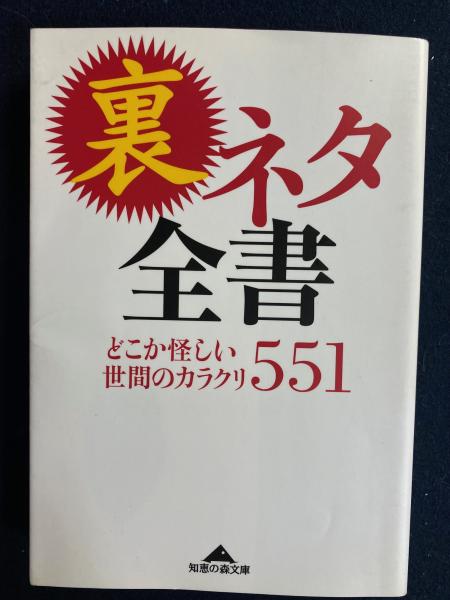 裏ネタ
全書
どこか怪しい
世間のカラクリ551
知恵の森文庫